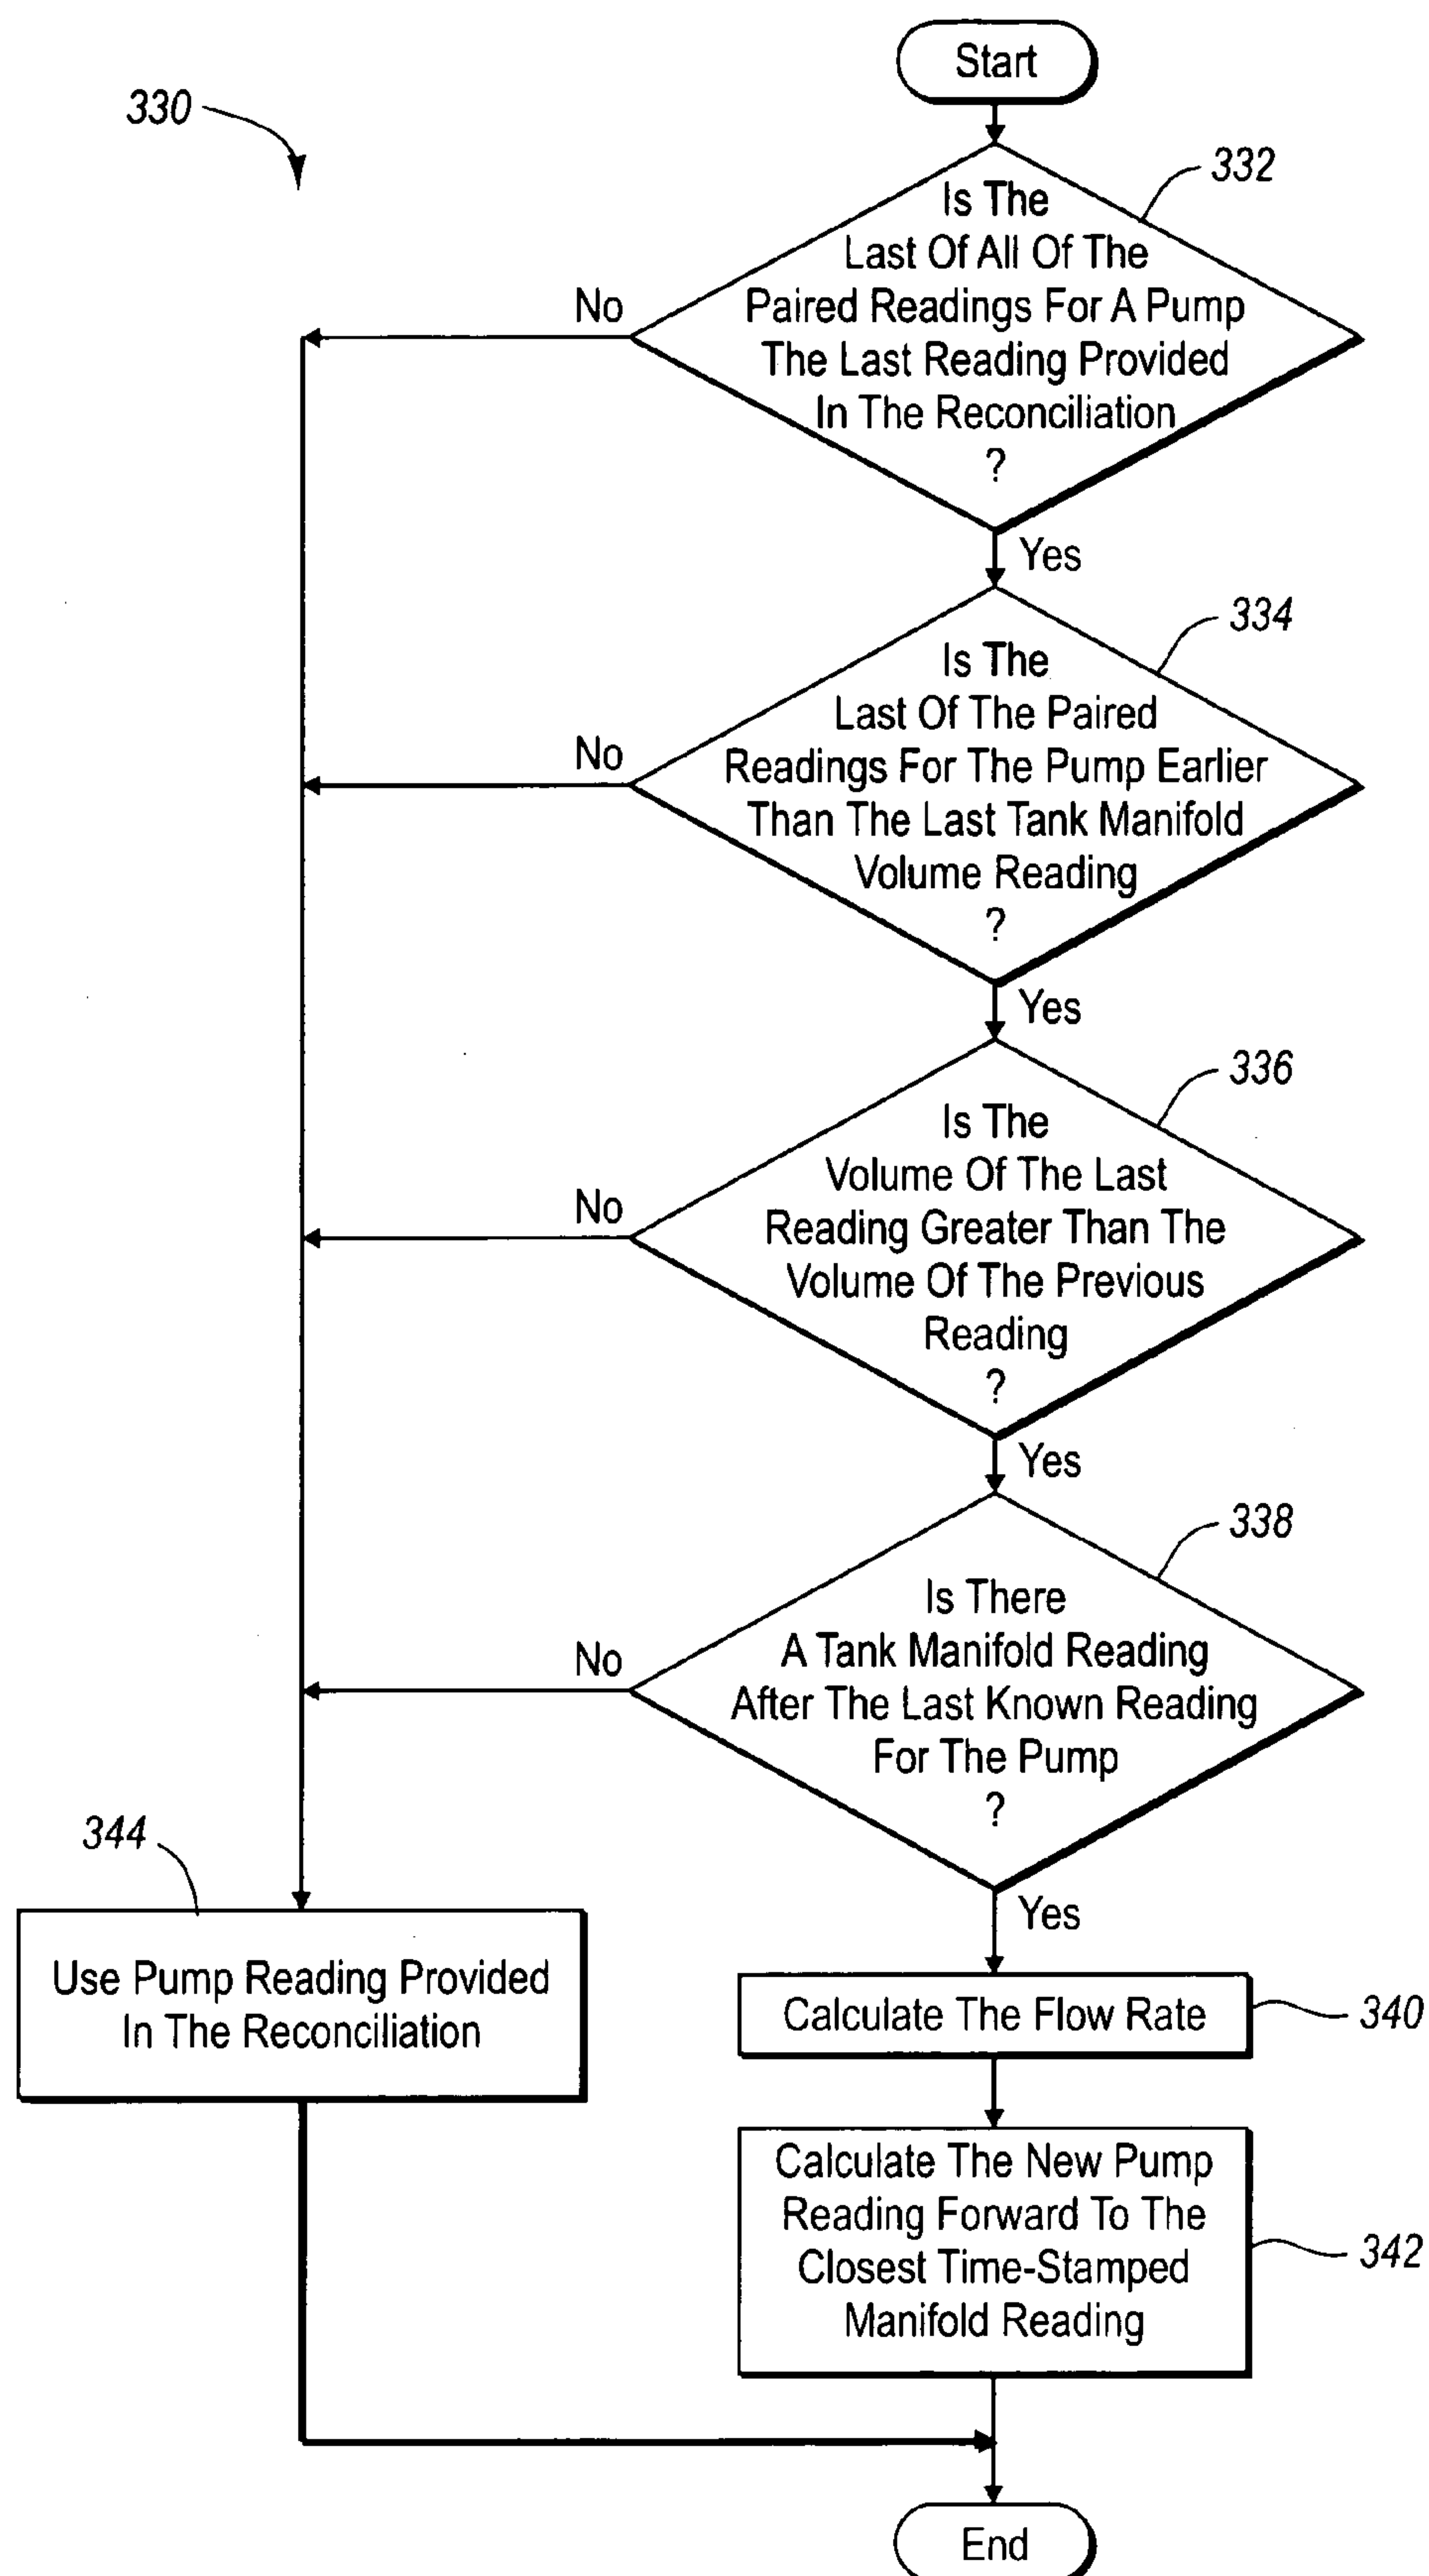 Start
330
332
Is The
Last Of All Of The
Paired Readings For A Pump
The Last Reading Provided
In The Reconciliation
?
No
Yes
334
Is The
Last Of The Paired
Readings For The Pump Earlier
Than The Last Tank Manifold
Volume Reading
?
No
Yes
336
Is The
Volume Of The Last
Reading Greater Than The
Volume Of The Previous
Reading
?
No
Yes
338
Is There
A Tank Manifold Reading
After The Last Known Reading
For The Pump
?
No
Yes
344
Use Pump Reading Provided
In The Reconciliation
Calculate The Flow Rate
340
Calculate The New Pump
Reading Forward To The
Closest Time-Stamped
Manifold Reading
342
End